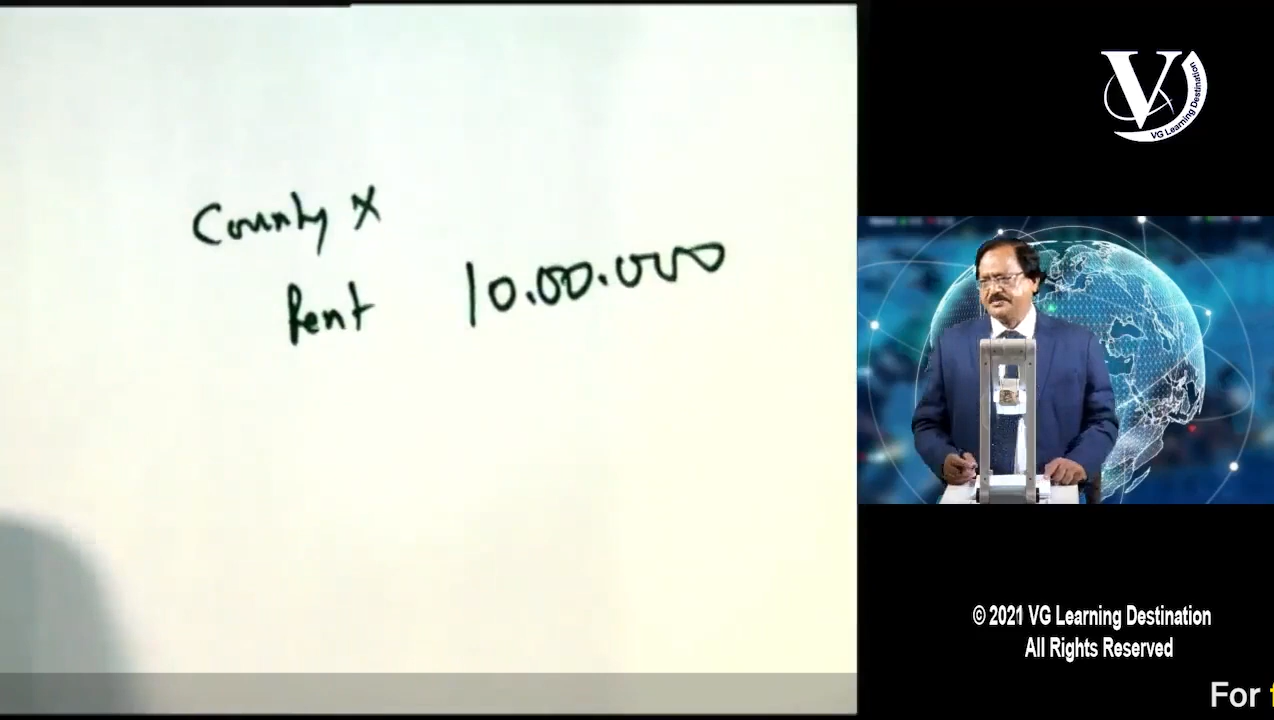 County X
Rent 10.00.000
V
VG Learning Destination
© 2021 VG Learning Destination
All Rights Reserved
For